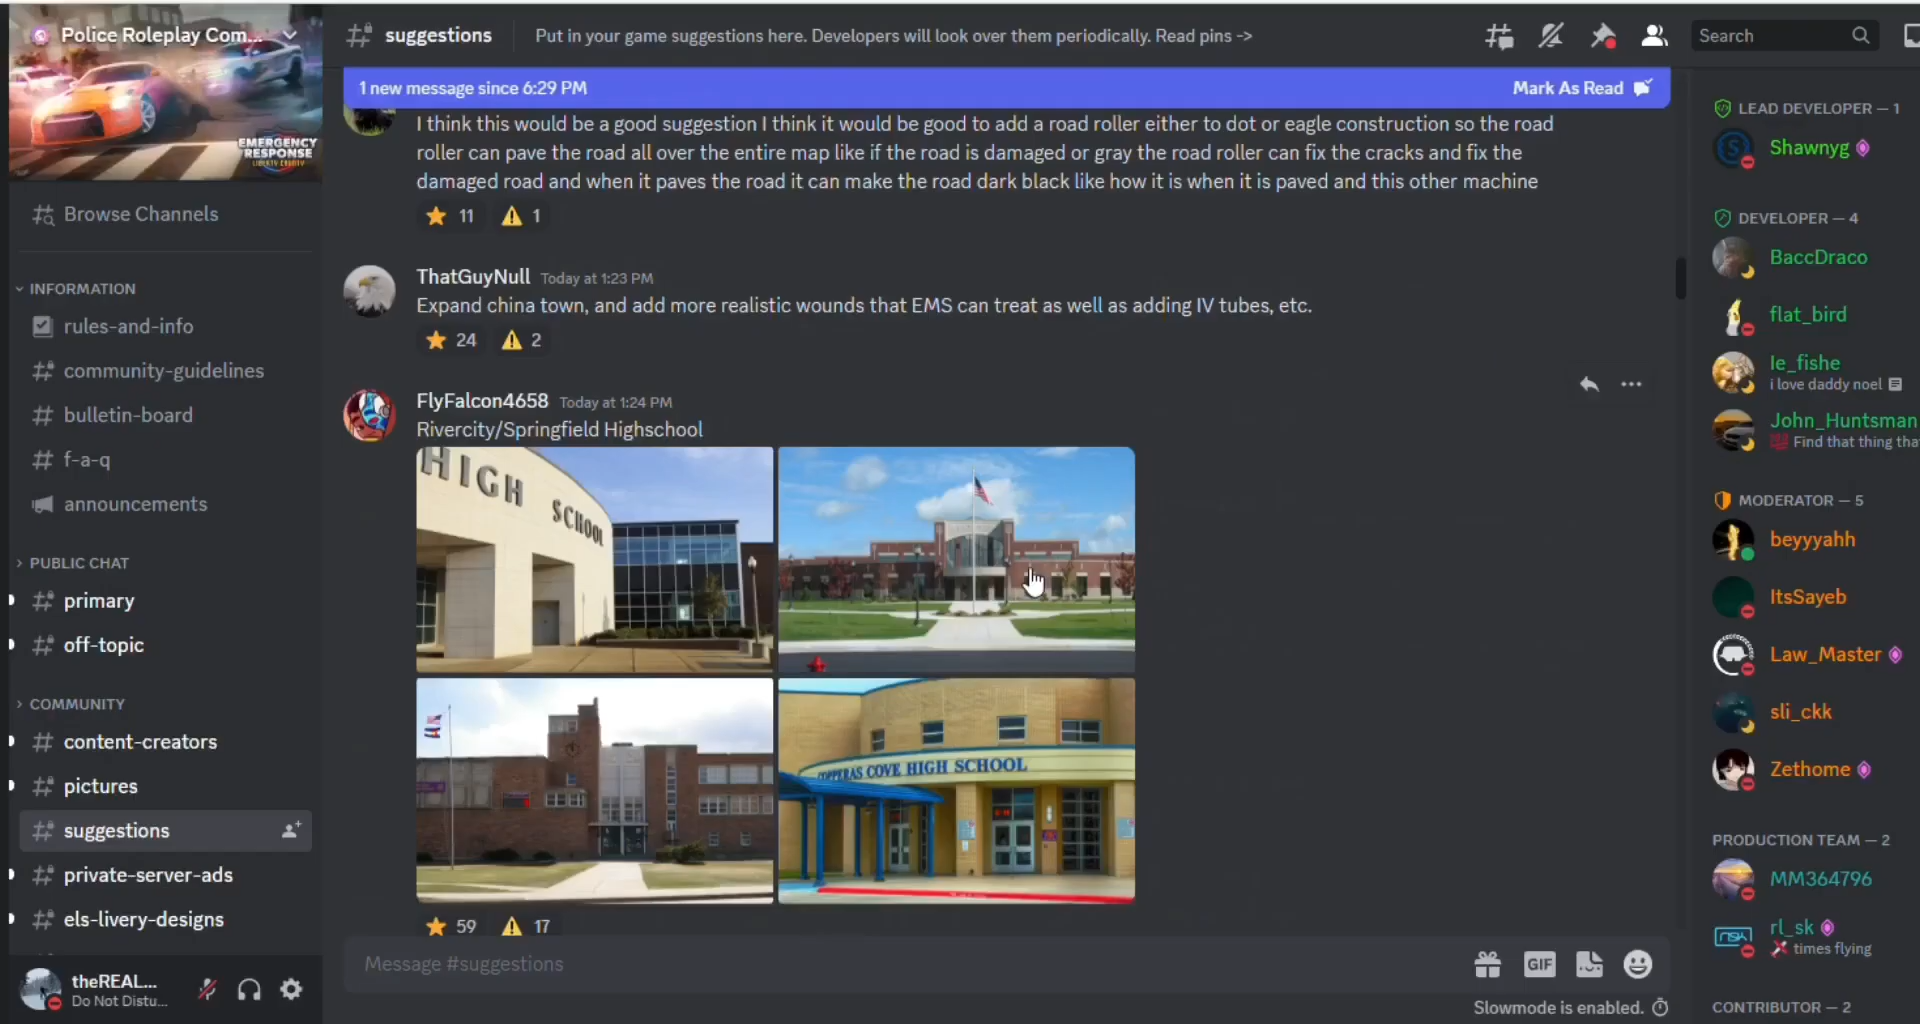 Police Roleplay Com...
EMERGENCY
RESPONSE
LIBERTY COUNTY
Browse Channels
INFORMATION
rules-and-info
community-guidelines
bulletin-board
f-a-q
announcements
PUBLIC CHAT
primary
off-topic
COMMUNITY
content-creators
pictures
suggestions
private-server-ads
els-livery-designs
theREAL...
Do Not Distu...
suggestions
Put in your game suggestions here. Developers will look over them periodically. Read pins ->
Search
1 new message since 6:29 PM
Mark As Read
I think this would be a good suggestion I think it would be good to add a road roller either to dot or eagle construction so the road
roller can pave the road all over the entire map like if the road is damaged or gray the road roller can fix the cracks and fix the
damaged road and when it paves the road it can make the road dark black like how it is when it is paved and this other machine
11 1
ThatGuyNull Today at 1:23 PM
Expand china town, and add more realistic wounds that EMS can treat as well as adding IV tubes, etc.
24 2
FlyFalcon4658 Today at 1:24 PM
Rivercity/Springfield Highschool
HIGH SCHOOL
COPPERAS COVE HIGH SCHOOL
59 17
Message #suggestions
GIF
Slowmode is enabled.
LEAD DEVELOPER — 1
Shawnyg
DEVELOPER — 4
BaccDraco
flat_bird
le_fishe
i love daddy noel
John_Huntsman
Find that thing tha
MODERATOR — 5
beyyyahh
ItsSayeb
Law_Master
sli_ckk
Zethome
PRODUCTION TEAM — 2
MM364796
rl_sk
times flying
CONTRIBUTOR — 2